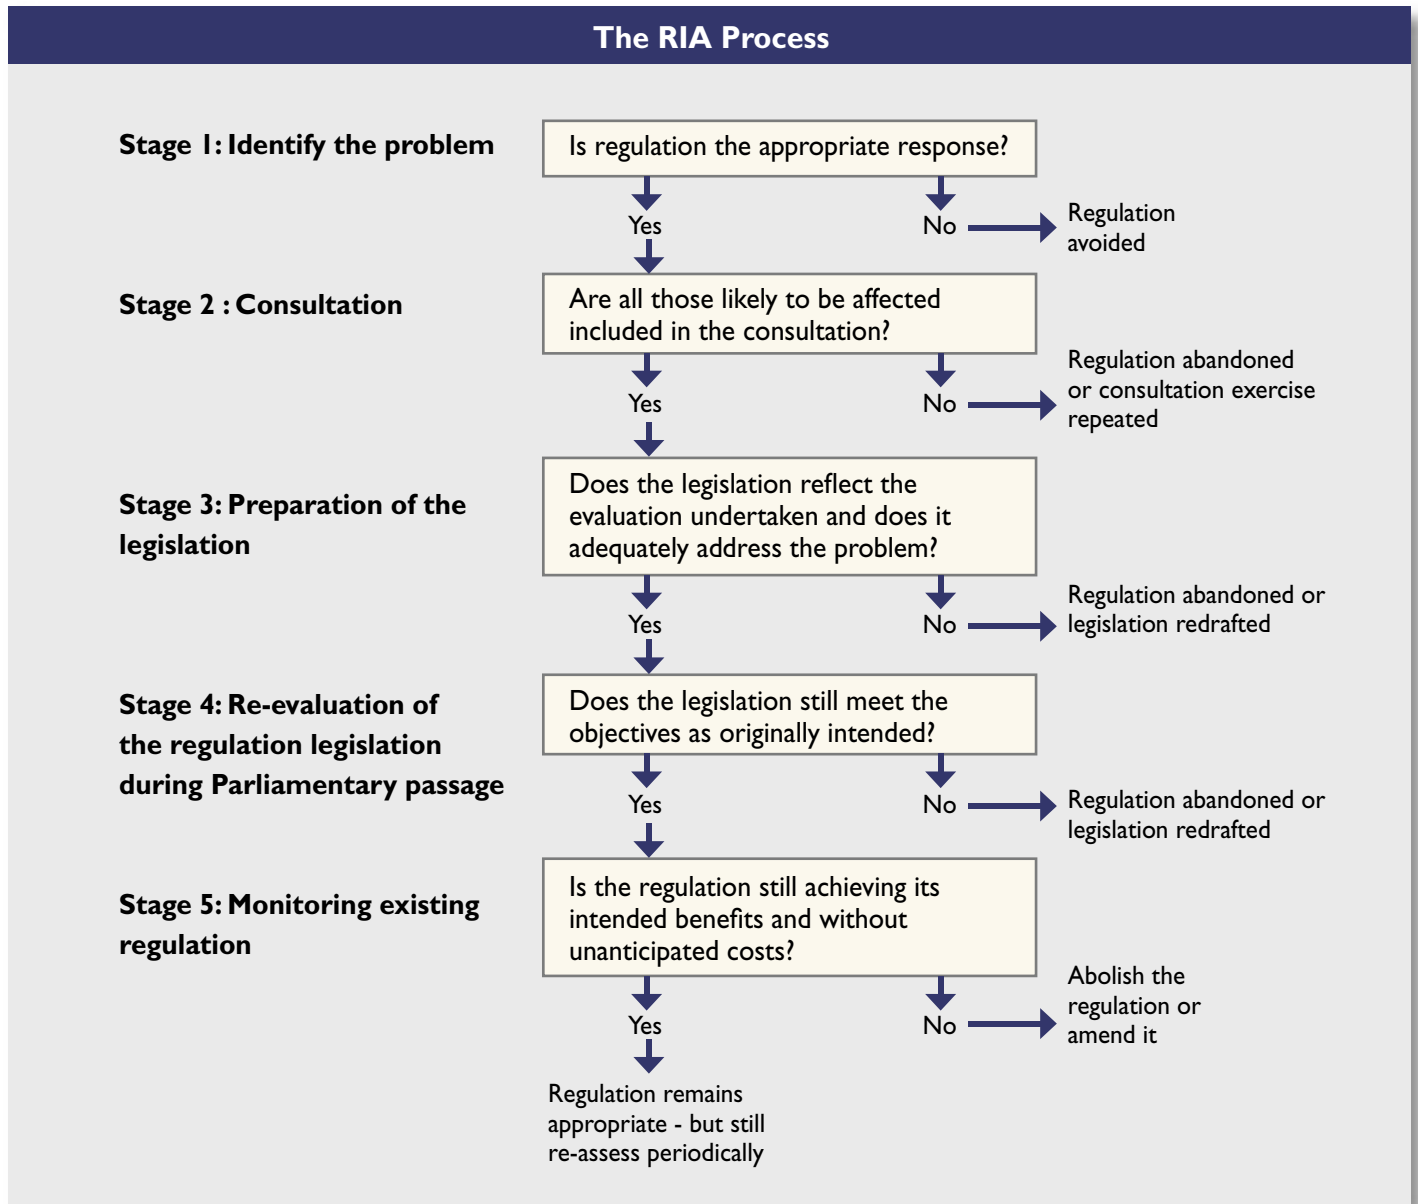 The RIA Process
Stage 1: Identify the problem
Is regulation the appropriate response?
Yes
No
Regulation
avoided
Stage 2 : Consultation
Are all those likely to be affected
included in the consultation?
Yes
No
Regulation abandoned
or consultation exercise
repeated
Stage 3: Preparation of the
legislation
Does the legislation reflect the
evaluation undertaken and does it
adequately address the problem?
Yes
No
Regulation abandoned or
legislation redrafted
Stage 4: Re-evaluation of
the regulation legislation
during Parliamentary passage
Does the legislation still meet the
objectives as originally intended?
Yes
No
Regulation abandoned or
legislation redrafted
Stage 5: Monitoring existing
regulation
Is the regulation still achieving its
intended benefits and without
unanticipated costs?
Yes
No
Abolish the
regulation or
amend it
Regulation remains
appropriate - but still
re-assess periodically